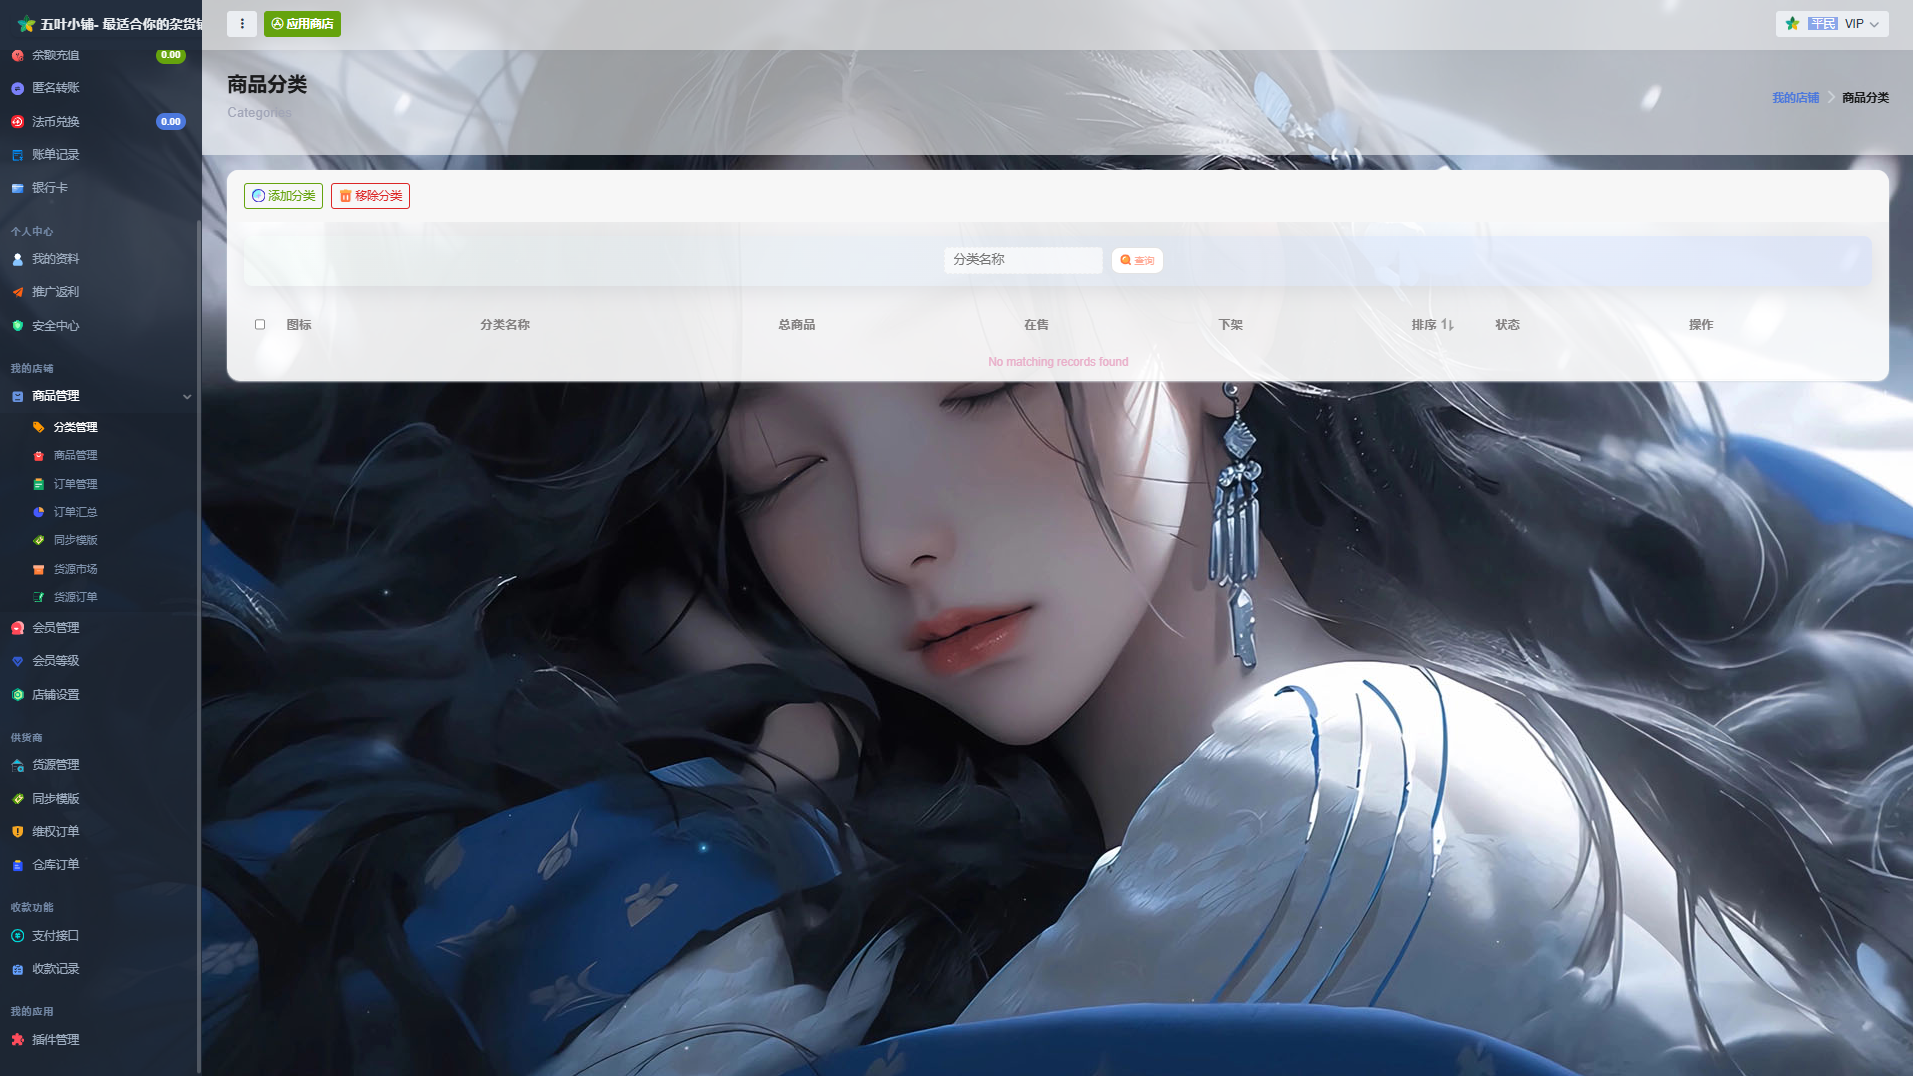 五叶小铺- 最适合你的杂货铺
应用商店
平民 VIP
余额充值 0.00
匿名转账
法币兑换 0.00
账单记录
银行卡
个人中心
我的资料
推广返利
安全中心
我的店铺
商品管理
分类管理
商品管理
订单管理
订单汇总
同步模版
货源市场
货源订单
会员管理
会员等级
店铺设置
供货商
货源管理
同步模版
维权订单
仓库订单
收款功能
支付接口
收款记录
我的应用
插件管理
商品分类
Categories
我的店铺 商品分类
添加分类 移除分类
分类名称 查询
图标 分类名称 总商品 在售 下架 排序 状态 操作
No matching records found